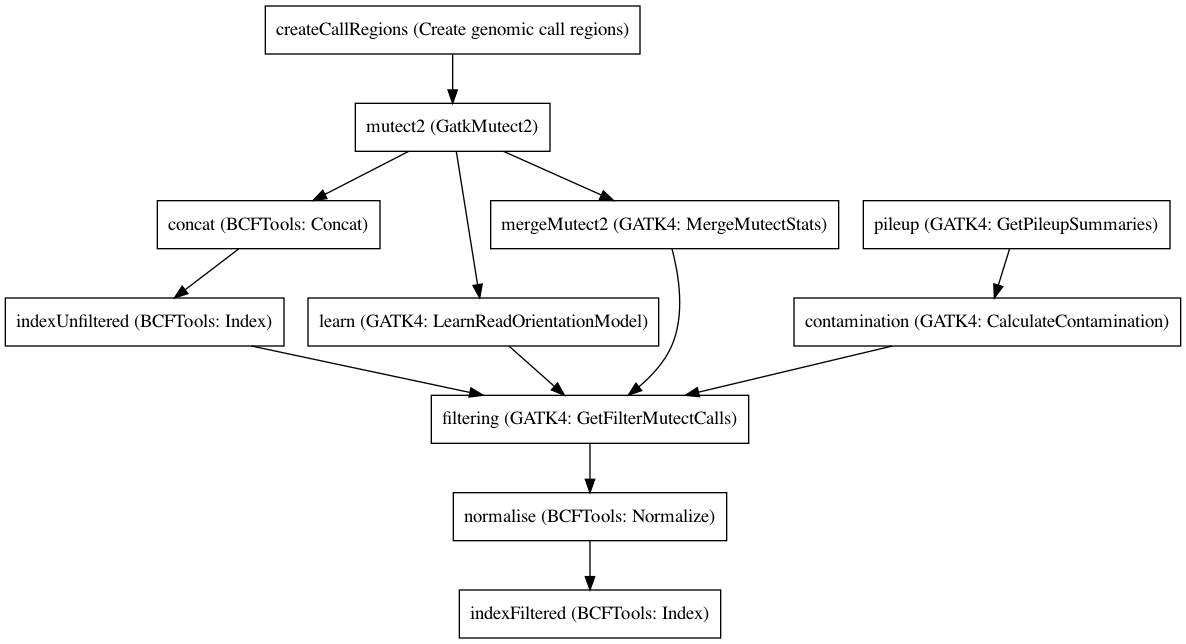 createCallRegions (Create genomic call regions)
mutect2 (GatkMutect2)
concat (BCFTools: Concat)
mergeMutect2 (GATK4: MergeMutectStats)
pileup (GATK4: GetPileupSummaries)
indexUnfiltered (BCFTools: Index)
learn (GATK4: LearnReadOrientationModel)
contamination (GATK4: CalculateContamination)
filtering (GATK4: GetFilterMutectCalls)
normalise (BCFTools: Normalize)
indexFiltered (BCFTools: Index)